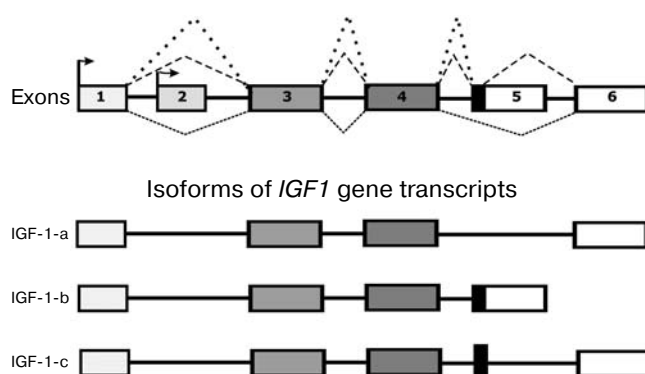 Exons 1 2 3 4 5 6
Isoforms of IGF1 gene transcripts
IGF-1-a
IGF-1-b
IGF-1-c